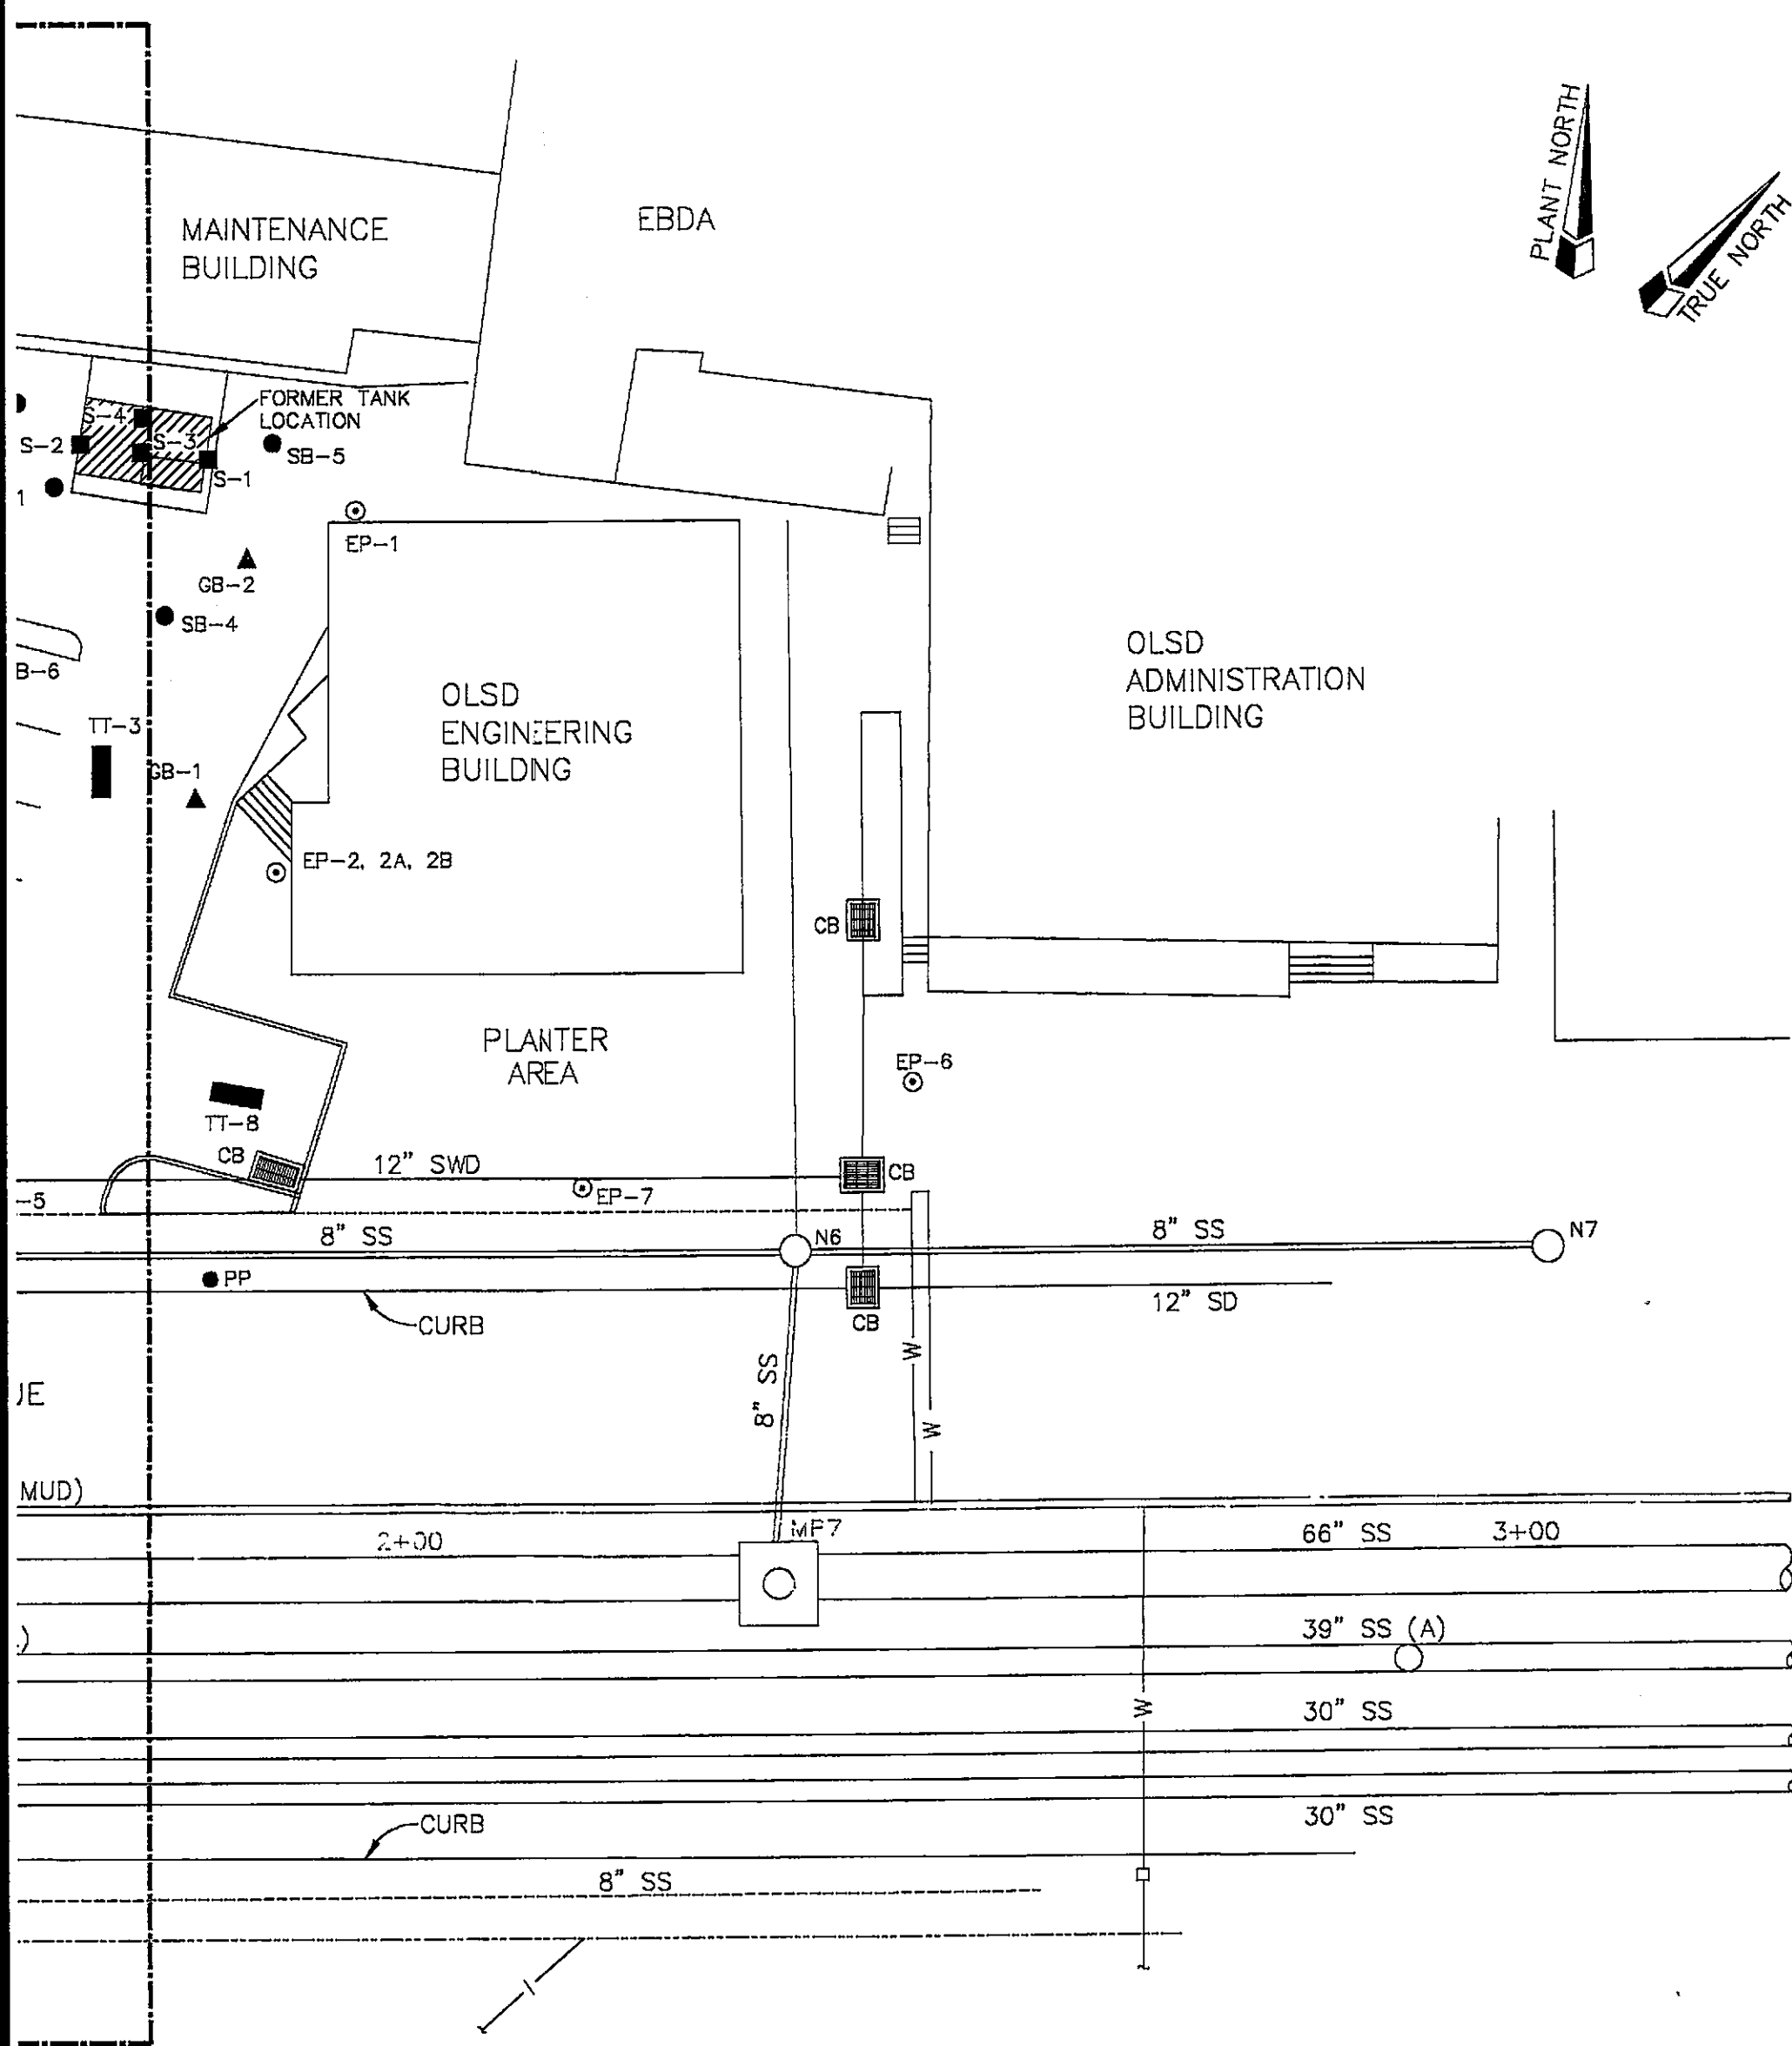 PLANT NORTH
TRUE NORTH
MAINTENANCE
BUILDING
EBDA
FORMER TANK
LOCATION
S-4
S-3
S-2
S-1
SB-5
1
EP-1
GB-2
SB-4
B-6
OLSD
ENGINEERING
BUILDNG
OLSD
ADMINISTRATION
BUILDING
TT-3
GB-1
EP-2, 2A, 2B
CB
PLANTER
AREA
EP-6
TT-8
CB
12" SWD
CB
-5
EP-7
8" SS
N6
8" SS
N7
PP
12" SD
CURB
CB
8" SS
W
W
MUD)
2+00
MF7
66" SS
3+00
39" SS (A)
W
30" SS
30" SS
CURB
8" SS